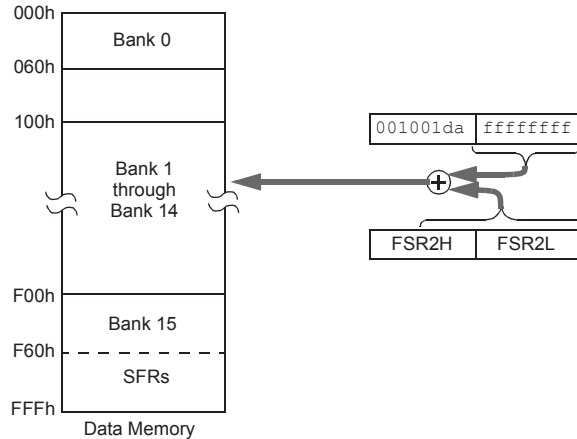 000h
Bank 0
060h
100h
001001da ffffffff
Bank 1
through
Bank 14
FSR2H FSR2L
F00h
Bank 15
F60h
SFRs
FFFh
Data Memory